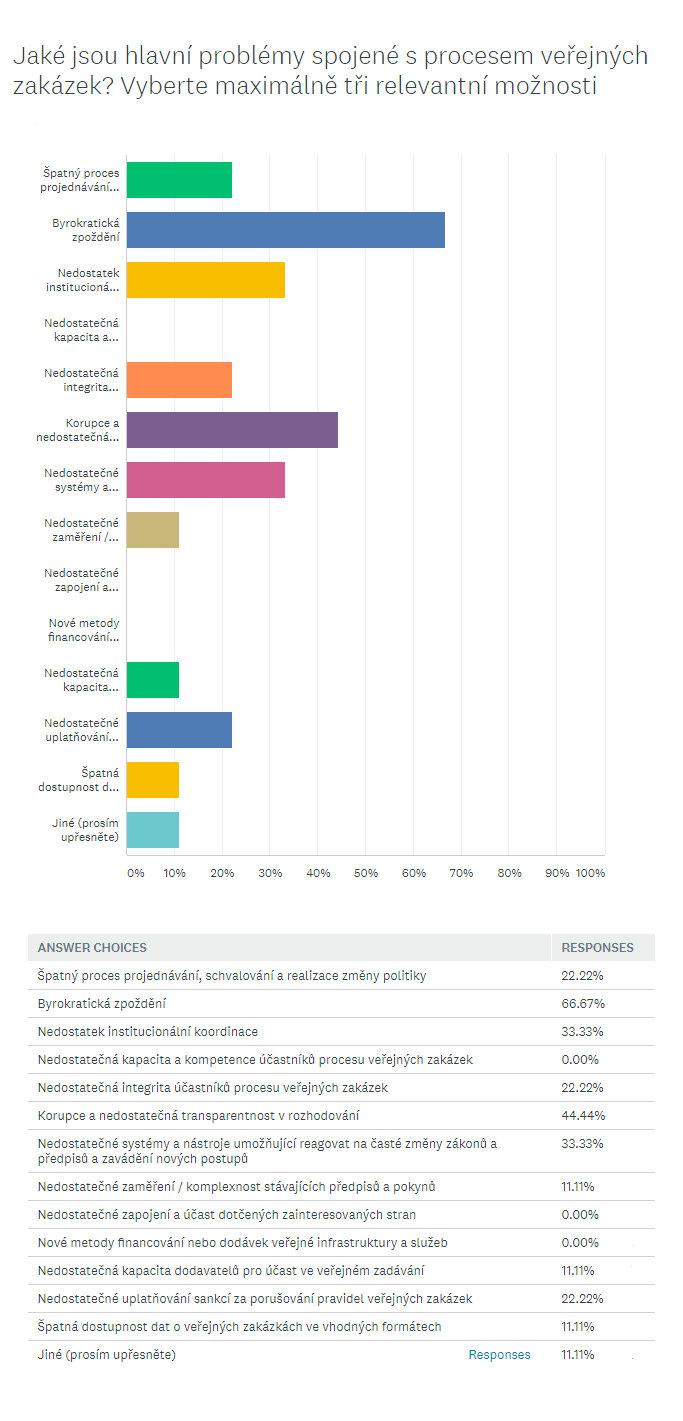 Jaké jsou hlavní problémy spojené s procesem veřejných
zakázek? Vyberte maximálně tři relevantní možnosti
Špatný proces
projednávání...
Byrokratická
zpoždění
Nedostatek
institucioná...
Nedostatečná
kapacita a...
Nedostatečná
integrita...
Korupce a
nedostatečná...
Nedostatečné
systémy a...
Nedostatečné
zaměření /...
Nedostatečné
zapojení a...
Nové metody
financování...
Nedostatečná
kapacita...
Nedostatečné
uplatňování...
Špatná
dostupnost d...
Jiné (prosím
upřesněte)
0% 10% 20% 30% 40% 50% 60% 70% 80% 90% 100%
ANSWER CHOICES RESPONSES
Špatný proces projednávání, schvalování a realizace změny politiky 22.22%
Byrokratická zpoždění 66.67%
Nedostatek institucionální koordinace 33.33%
Nedostatečná kapacita a kompetence účastníků procesu veřejných zakázek 0.00%
Nedostatečná integrita účastníků procesu veřejných zakázek 22.22%
Korupce a nedostatečná transparentnost v rozhodování 44.44%
Nedostatečné systémy a nástroje umožňující reagovat na časté změny zákonů a 33.33%
předpisů a zavádění nových postupů
Nedostatečné zaměření / komplexnost stávajících předpisů a pokynů 11.11%
Nedostatečné zapojení a účast dotčených zainteresovaných stran 0.00%
Nové metody financování nebo dodávek veřejné infrastruktury a služeb 0.00%
Nedostatečná kapacita dodavatelů pro účast ve veřejném zadávání 11.11%
Nedostatečné uplatňování sankcí za porušování pravidel veřejných zakázek 22.22%
Špatná dostupnost dat o veřejných zakázkách ve vhodných formátech 11.11%
Jiné (prosím upřesněte) Responses 11.11%